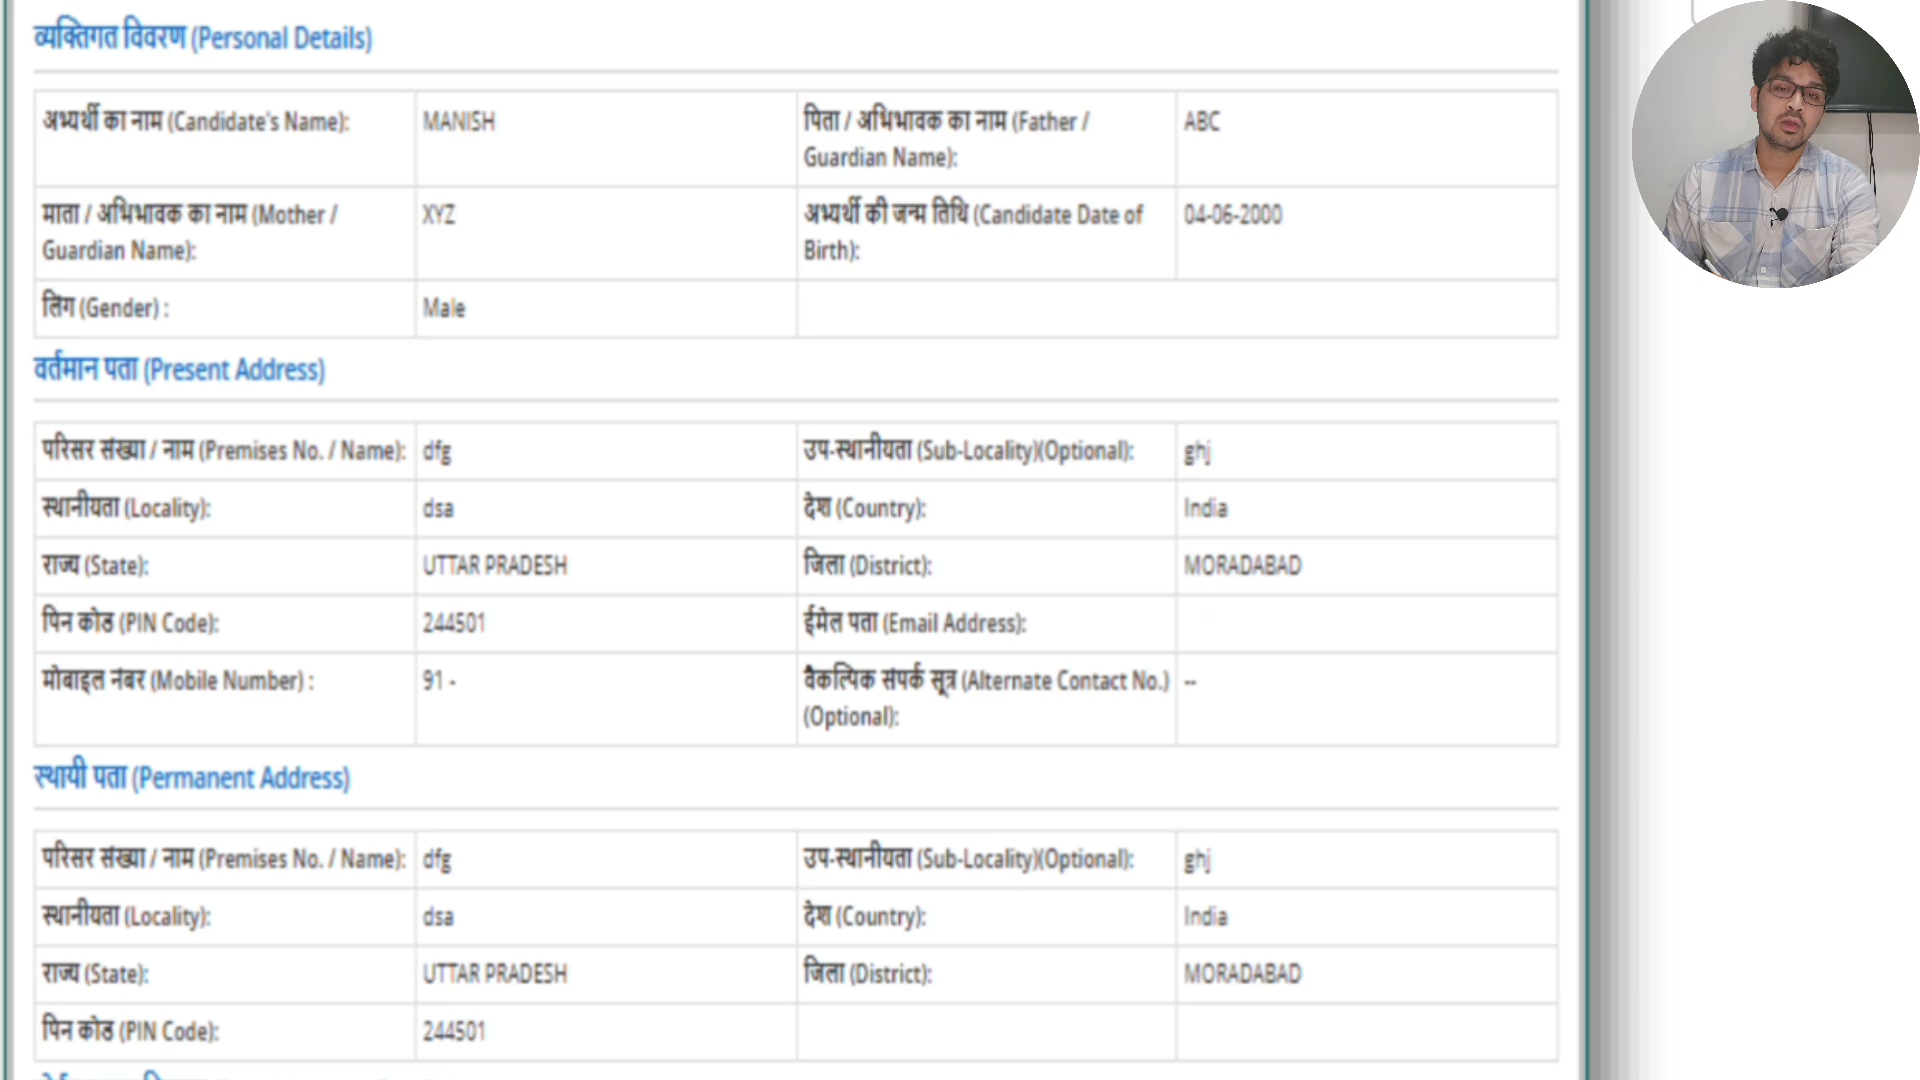 व्यक्तिगत विवरण (Personal Details)
अभ्यर्थी का नाम (Candidate's Name): MANISH पिता / अभिभावक का नाम (Father / Guardian Name): ABC
माता / अभिभावक का नाम (Mother / Guardian Name): XYZ अभ्यर्थी की जन्म तिथि (Candidate Date of Birth): 04-06-2000
लिंग (Gender) : Male
वर्तमान पता (Present Address)
परिसर संख्या / नाम (Premises No. / Name): dfg उप-स्थानीयता (Sub-Locality)(Optional): ghj
स्थानीयता (Locality): dsa देश (Country): India
राज्य (State): UTTAR PRADESH जिला (District): MORADABAD
पिन कोड (PIN Code): 244501 ईमेल पता (Email Address):
मोबाइल नंबर (Mobile Number) : 91 - वैकल्पिक संपर्क सूत्र (Alternate Contact No.) (Optional): --
स्थायी पता (Permanent Address)
परिसर संख्या / नाम (Premises No. / Name): dfg उप-स्थानीयता (Sub-Locality)(Optional): ghj
स्थानीयता (Locality): dsa देश (Country): India
राज्य (State): UTTAR PRADESH जिला (District): MORADABAD
पिन कोड (PIN Code): 244501